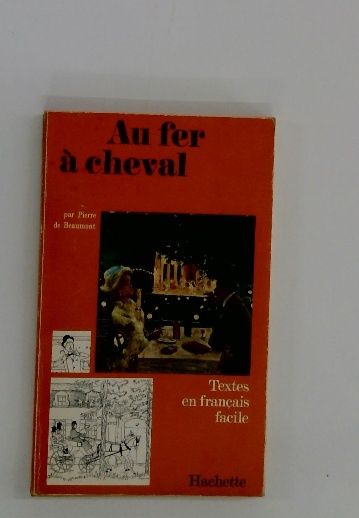 Au fer
à cheval
par Pierre
de Beaumont
Textes
en français
facile
Hachette